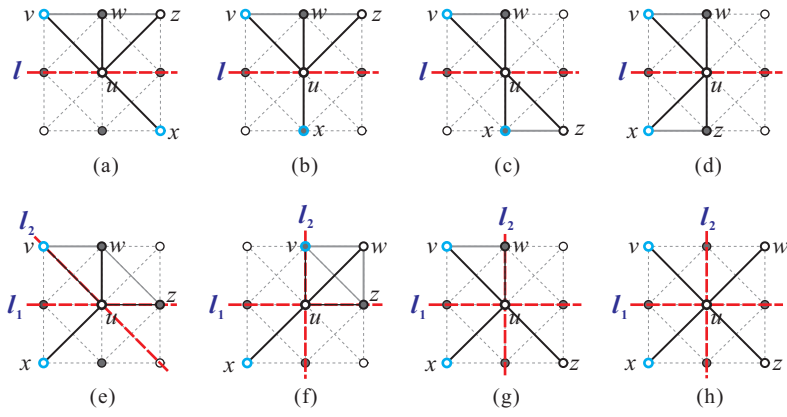 v w z v w v w v w
l u l u l u l u
x x x z x z
(a) (b) (c) (d)
l₂ l₂ l₂ l₂
v w v w v w v w
l₁ u z l₁ u z l₁ u l₁ u
x x x z x z
(e) (f) (g) (h)